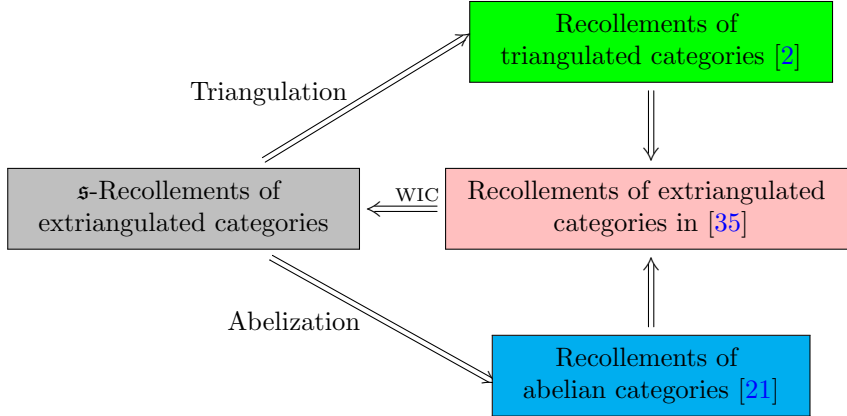 Recollements of
triangulated categories [2]
Triangulation
𝔰-Recollements of
extriangulated categories
WIC
Recollements of extriangulated
categories in [35]
Abelization
Recollements of
abelian categories [21]